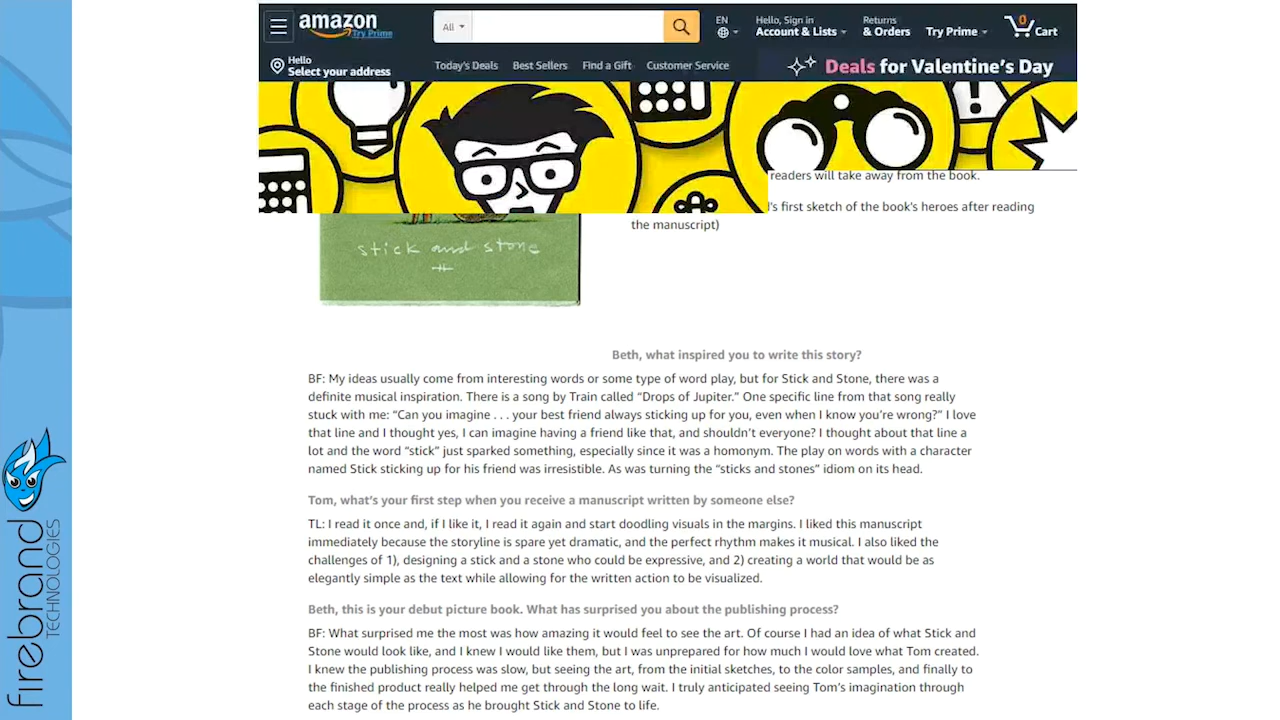 amazon
Try Prime
All
EN
Hello, Sign in
Account & Lists
Returns
& Orders
Try Prime
0
Cart
Hello
Select your address
Today's Deals
Best Sellers
Find a Gift
Customer Service
Deals for Valentine's Day
readers will take away from the book.
's first sketch of the book's heroes after reading
the manuscript)
stick and stone
Beth, what inspired you to write this story?
BF: My ideas usually come from interesting words or some type of word play, but for Stick and Stone, there was a
definite musical inspiration. There is a song by Train called “Drops of Jupiter.” One specific line from that song really
stuck with me: “Can you imagine . . . your best friend always sticking up for you, even when I know you’re wrong?” I love
that line and I thought yes, I can imagine having a friend like that, and shouldn’t everyone? I thought about that line a
lot and the word “stick” just sparked something, especially since it was a homonym. The play on words with a character
named Stick sticking up for his friend was irresistible. As was turning the “sticks and stones” idiom on its head.
Tom, what’s your first step when you receive a manuscript written by someone else?
TL: I read it once and, if I like it, I read it again and start doodling visuals in the margins. I liked this manuscript
immediately because the storyline is spare yet dramatic, and the perfect rhythm makes it musical. I also liked the
challenges of 1), designing a stick and a stone who could be expressive, and 2) creating a world that would be as
elegantly simple as the text while allowing for the written action to be visualized.
Beth, this is your debut picture book. What has surprised you about the publishing process?
BF: What surprised me the most was how amazing it would feel to see the art. Of course I had an idea of what Stick and
Stone would look like, and I knew I would like them, but I was unprepared for how much I would love what Tom created.
I knew the publishing process was slow, but seeing the art, from the initial sketches, to the color samples, and finally to
the finished product really helped me get through the long wait. I truly anticipated seeing Tom’s imagination through
each stage of the process as he brought Stick and Stone to life.
firebrand
TECHNOLOGIES